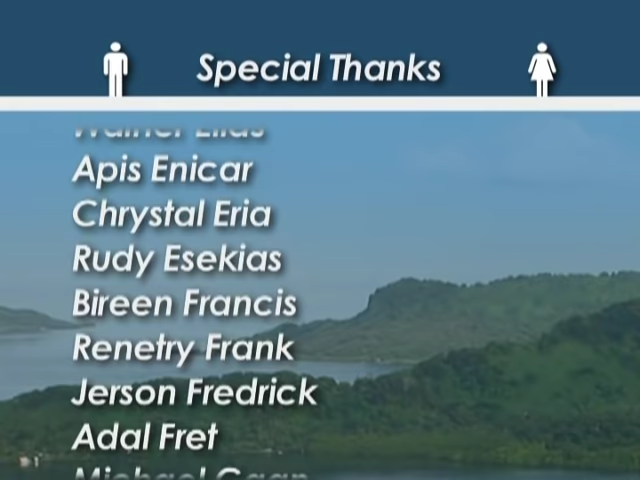 Special Thanks
Apis Enicar
Chrystal Eria
Rudy Esekias
Bireen Francis
Renetry Frank
Jerson Fredrick
Adal Fret